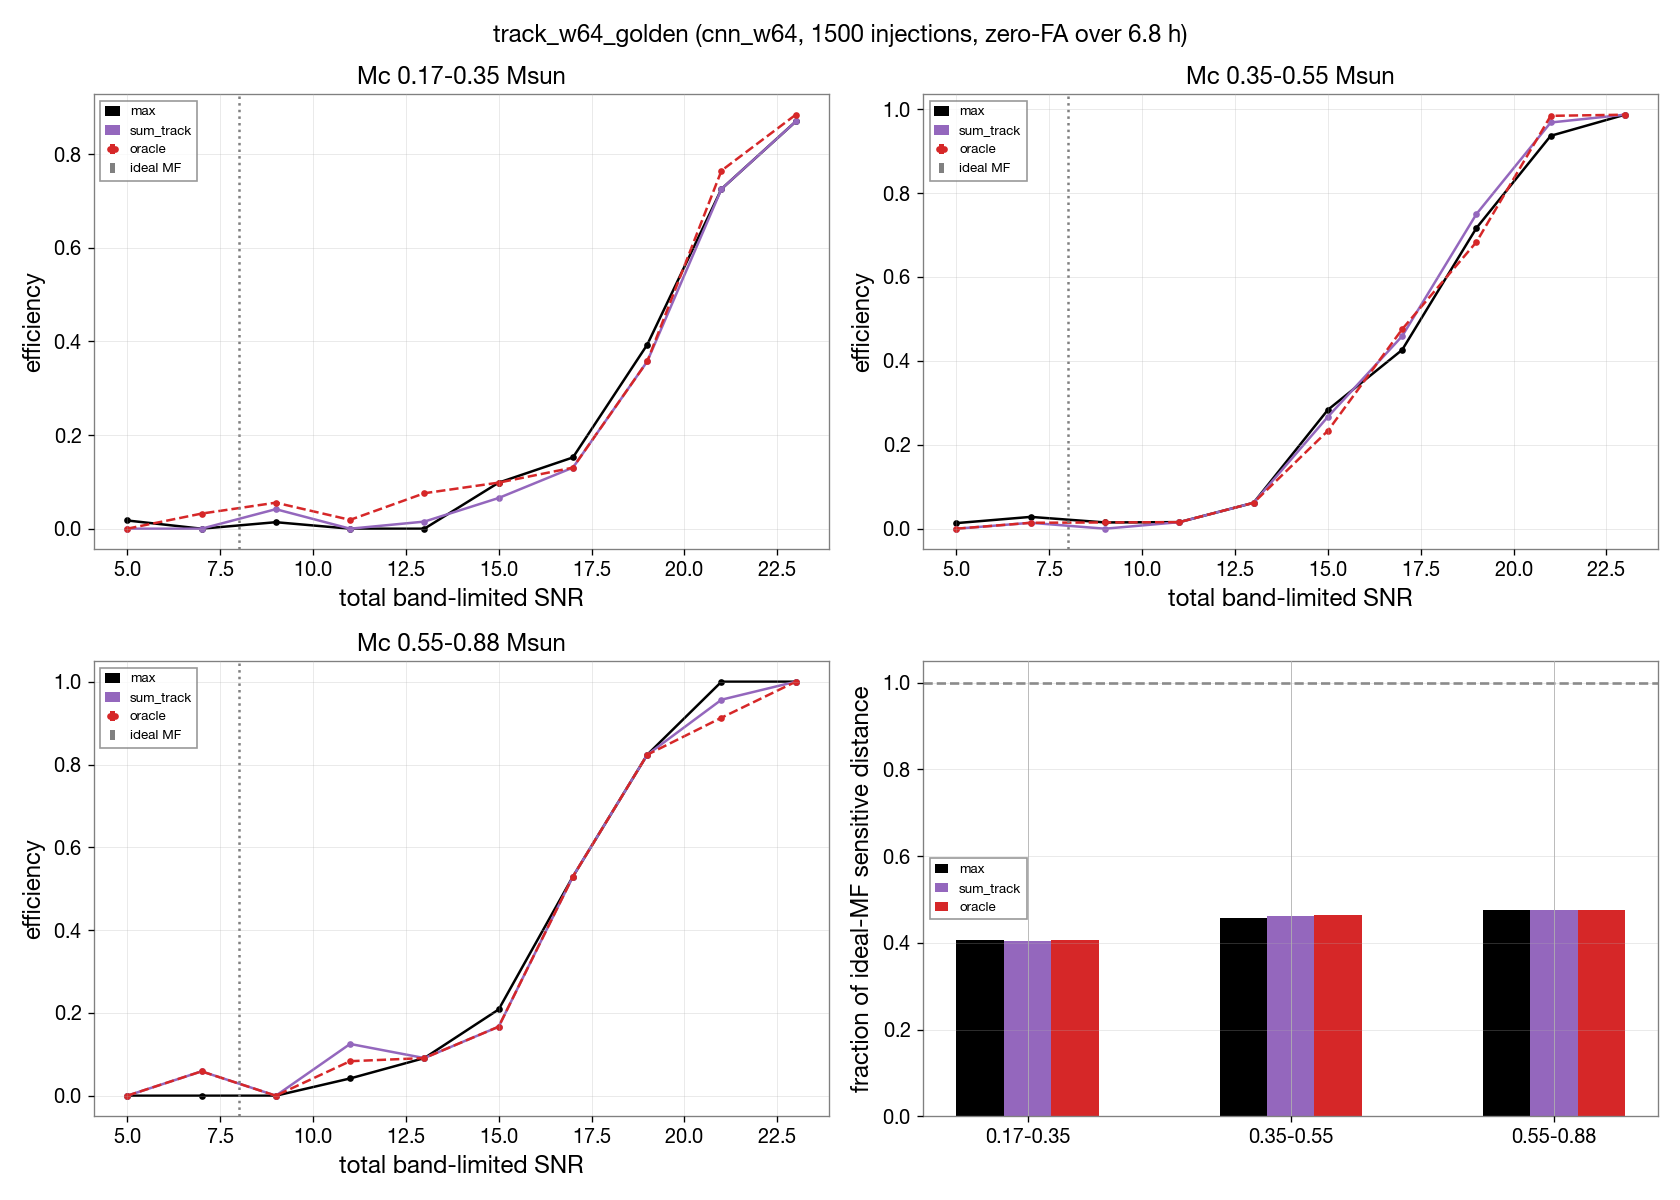 track_w64_golden (cnn_w64, 1500 injections, zero-FA over 6.8 h)
Mc 0.17-0.35 Msun
max
sum_track
oracle
ideal MF
efficiency
0.8
0.6
0.4
0.2
0.0
5.0 7.5 10.0 12.5 15.0 17.5 20.0 22.5
total band-limited SNR
Mc 0.35-0.55 Msun
max
sum_track
oracle
ideal MF
efficiency
1.0
0.8
0.6
0.4
0.2
0.0
5.0 7.5 10.0 12.5 15.0 17.5 20.0 22.5
total band-limited SNR
Mc 0.55-0.88 Msun
max
sum_track
oracle
ideal MF
efficiency
1.0
0.8
0.6
0.4
0.2
0.0
5.0 7.5 10.0 12.5 15.0 17.5 20.0 22.5
total band-limited SNR
fraction of ideal-MF sensitive distance
1.0
0.8
0.6
0.4
0.2
0.0
max
sum_track
oracle
0.17-0.35 0.35-0.55 0.55-0.88